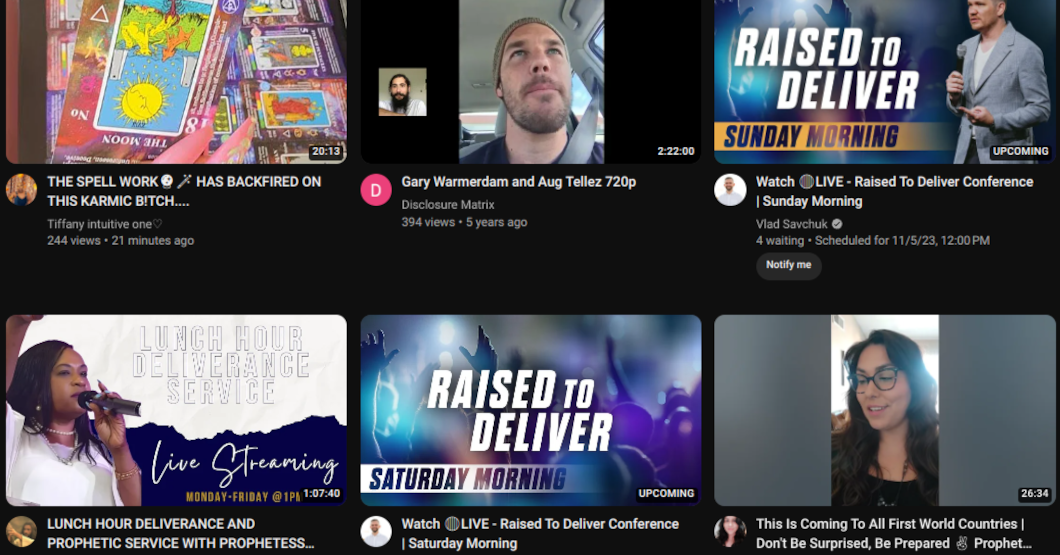 No
18
THE MOON
20:13
THE SPELL WORK🔮🪄 HAS BACKFIRED ON
THIS KARMIC B!TCH....
Tiffany intuitive one♡
244 views • 21 minutes ago
2:22:00
D
Gary Warmerdam and Aug Tellez 720p
Disclosure Matrix
394 views • 5 years ago
RAISED TO
DELIVER
SUNDAY MORNING
UPCOMING
Watch 🔴LIVE - Raised To Deliver Conference
| Sunday Morning
Vlad Savchuk
4 waiting • Scheduled for 11/5/23, 12:00 PM
Notify me
LUNCH HOUR
DELIVERANCE
SERVICE
Live Streaming
MONDAY-FRIDAY @1PM
1:07:40
LUNCH HOUR DELIVERANCE AND
PROPHETIC SERVICE WITH PROPHETESS...
RAISED TO
DELIVER
SATURDAY MORNING
UPCOMING
Watch 🔴LIVE - Raised To Deliver Conference
| Saturday Morning
26:34
This Is Coming To All First World Countries |
Don't Be Surprised, Be Prepared ✌ Prophet...